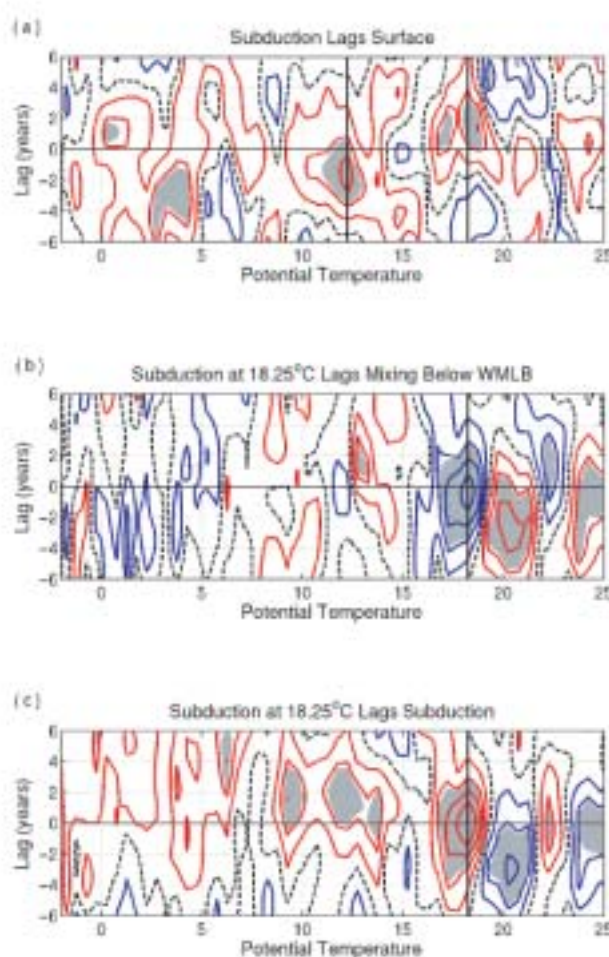 (a)
Subduction Lags Surface
Lag (years)
6
4
2
0
−2
−4
−6
0 5 10 15 20 25
Potential Temperature
(b)
Subduction at 18.25°C Lags Mixing Below WMLB
Lag (years)
6
4
2
0
−2
−4
−6
0 5 10 15 20 25
Potential Temperature
(c)
Subduction at 18.25°C Lags Subduction
Lag (years)
6
4
2
0
−2
−4
−6
0 5 10 15 20 25
Potential Temperature